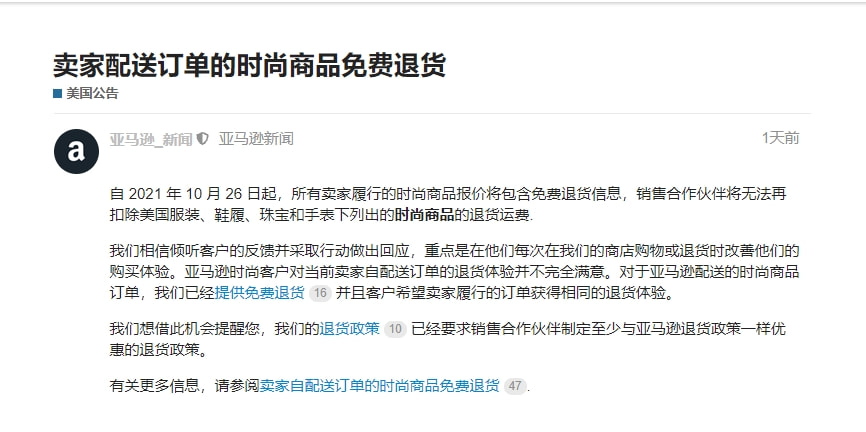 卖家配送订单的时尚商品免费退货
美国公告
a
亚马逊_新闻 亚马逊新闻
1天前
自 2021 年 10 月 26 日起，所有卖家履行的时尚商品报价将包含免费退货信息，销售合作伙伴将无法再
扣除美国服装、鞋履、珠宝和手表下列出的时尚商品的退货运费.
我们相信倾听客户的反馈并采取行动做出回应，重点是在他们每次在我们的商店购物或退货时改善他们的
购买体验。亚马逊时尚客户对当前卖家自配送订单的退货体验并不完全满意。对于亚马逊配送的时尚商品
订单，我们已经提供免费退货 16 并且客户希望卖家履行的订单获得相同的退货体验。
我们想借此机会提醒您，我们的退货政策 10 已经要求销售合作伙伴制定至少与亚马逊退货政策一样优
惠的退货政策。
有关更多信息，请参阅卖家自配送订单的时尚商品免费退货 47 .